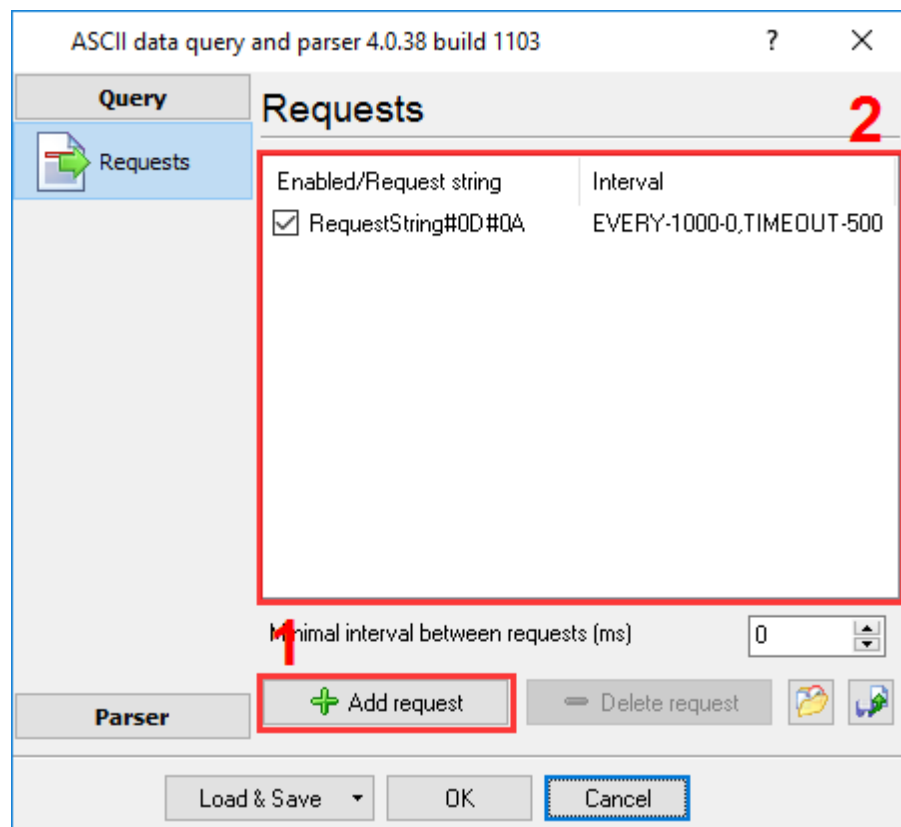 ASCII data query and parser 4.0.38 build 1103 ?
Query
Requests
Requests
2
Enabled/Request string Interval
RequestString#0D#0A EVERY-1000-0,TIMEOUT-500
Minimal interval between requests (ms) 0
1
Add request Delete request
Parser
Load & Save OK Cancel